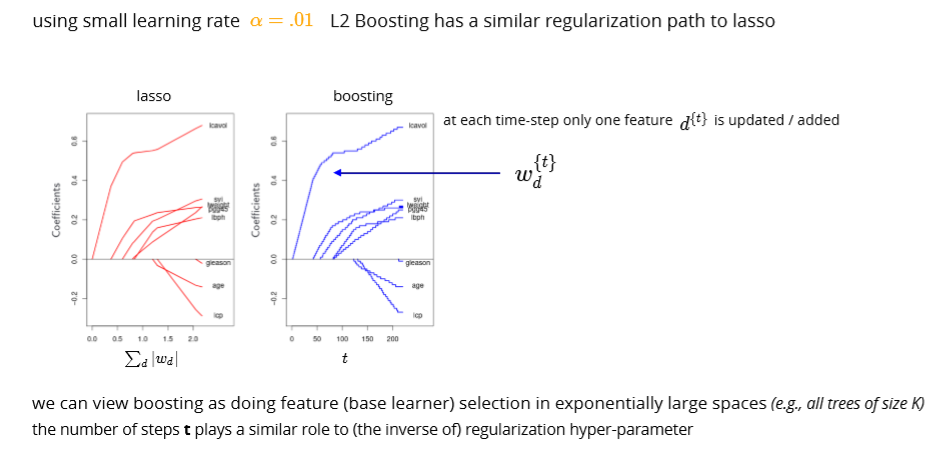 using small learning rate α = .01 L2 Boosting has a similar regularization path to lasso
lasso
boosting
at each time-step only one feature d{t} is updated / added
w_d^{t}
Coefficients
0.6
0.4
0.2
0.0
−0.2
lcavol
svi
lweight
pgg45
lbph
gleason
age
lcp
0.0 0.5 1.0 1.5 2.0
∑d |wd|
Coefficients
0.6
0.4
0.2
0.0
−0.2
lcavol
svi
lweight
pgg45
lbph
gleason
age
lcp
0 50 100 150 200
t
we can view boosting as doing feature (base learner) selection in exponentially large spaces (e.g., all trees of size K)
the number of steps t plays a similar role to (the inverse of) regularization hyper-parameter